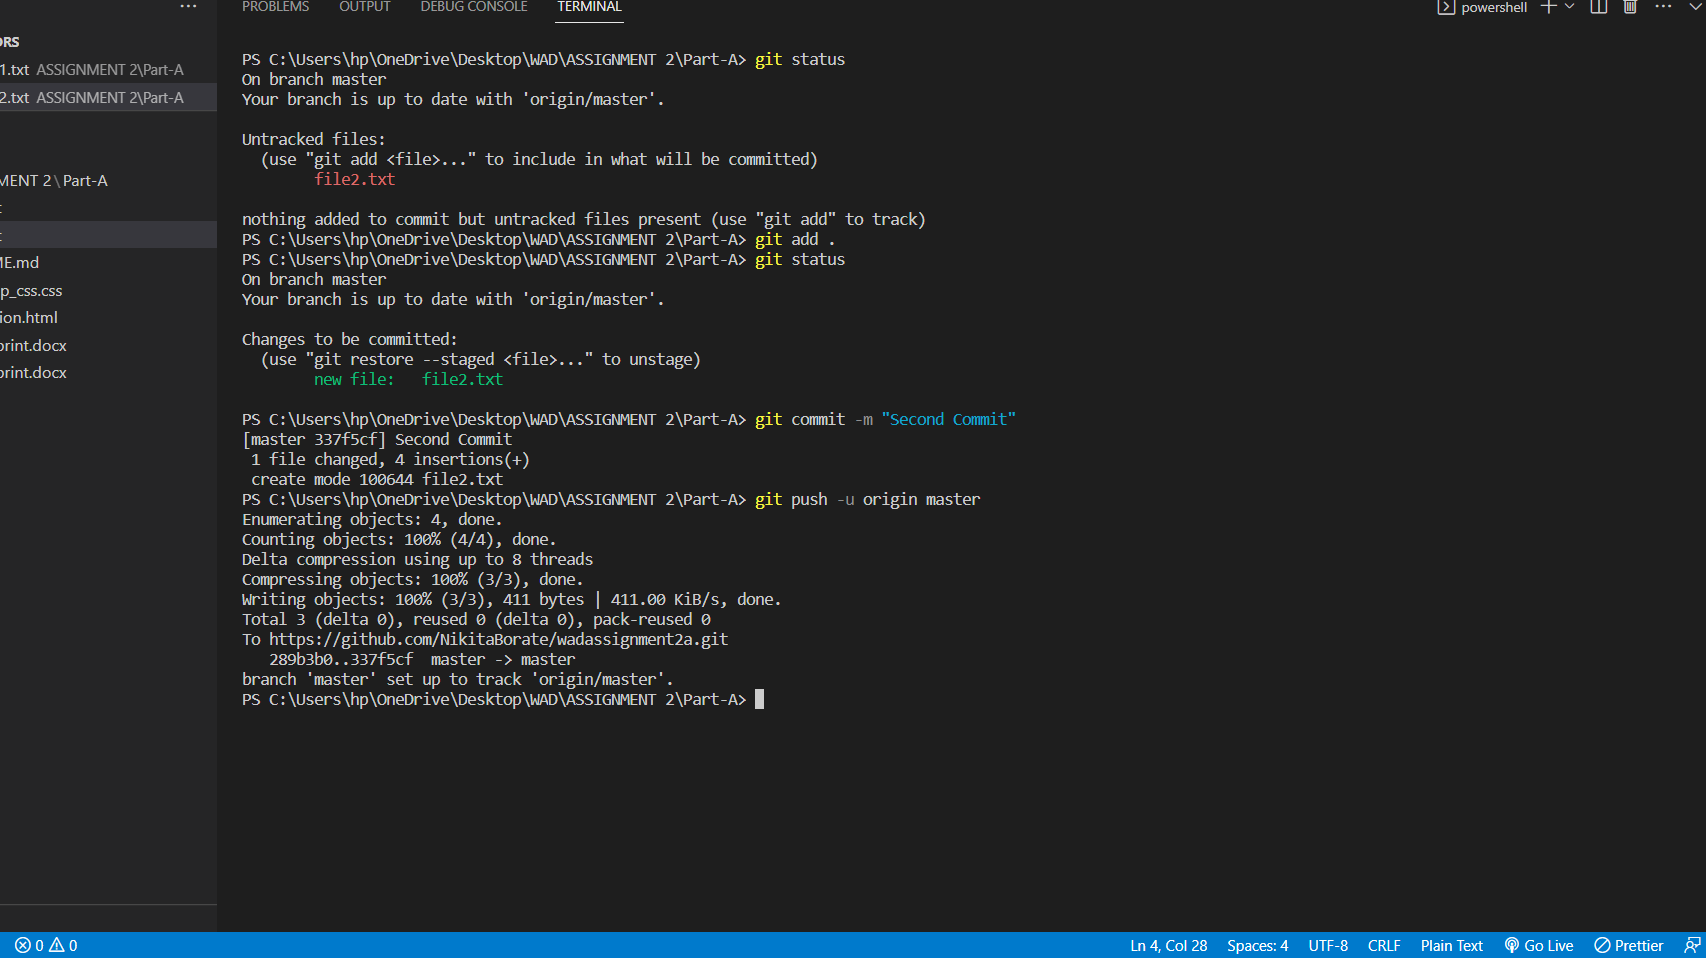 PROBLEMS OUTPUT DEBUG CONSOLE TERMINAL powershell
ORS
1.txt ASSIGNMENT 2\Part-A
2.txt ASSIGNMENT 2\Part-A
MENT 2\Part-A
ME.md
p_css.css
ion.html
print.docx
print.docx
PS C:\Users\hp\OneDrive\Desktop\WAD\ASSIGNMENT 2\Part-A> git status
On branch master
Your branch is up to date with 'origin/master'.
Untracked files:
  (use "git add <file>..." to include in what will be committed)
        file2.txt
nothing added to commit but untracked files present (use "git add" to track)
PS C:\Users\hp\OneDrive\Desktop\WAD\ASSIGNMENT 2\Part-A> git add .
PS C:\Users\hp\OneDrive\Desktop\WAD\ASSIGNMENT 2\Part-A> git status
On branch master
Your branch is up to date with 'origin/master'.
Changes to be committed:
  (use "git restore --staged <file>..." to unstage)
        new file:   file2.txt
PS C:\Users\hp\OneDrive\Desktop\WAD\ASSIGNMENT 2\Part-A> git commit -m "Second Commit"
[master 337f5cf] Second Commit
 1 file changed, 4 insertions(+)
 create mode 100644 file2.txt
PS C:\Users\hp\OneDrive\Desktop\WAD\ASSIGNMENT 2\Part-A> git push -u origin master
Enumerating objects: 4, done.
Counting objects: 100% (4/4), done.
Delta compression using up to 8 threads
Compressing objects: 100% (3/3), done.
Writing objects: 100% (3/3), 411 bytes | 411.00 KiB/s, done.
Total 3 (delta 0), reused 0 (delta 0), pack-reused 0
To https://github.com/NikitaBorate/wadassignment2a.git
   289b3b0..337f5cf  master -> master
branch 'master' set up to track 'origin/master'.
PS C:\Users\hp\OneDrive\Desktop\WAD\ASSIGNMENT 2\Part-A>
0 0 Ln 4, Col 28 Spaces: 4 UTF-8 CRLF Plain Text Go Live Prettier